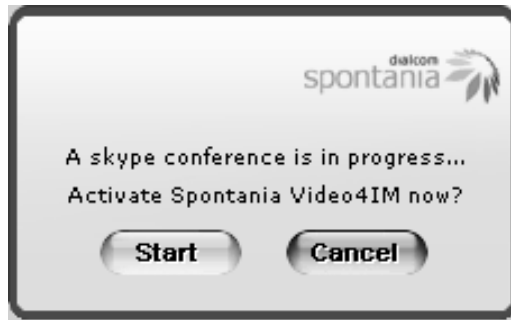 dialcom
spontania
A skype conference is in progress...
Activate Spontania Video4IM now?
Start
Cancel